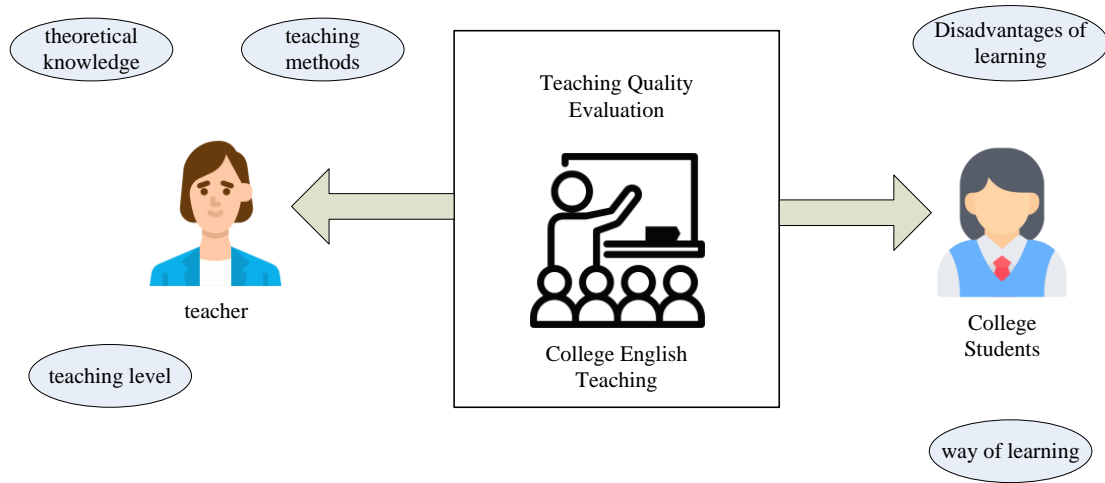 theoretical
knowledge
teaching
methods
teacher
teaching level
Teaching Quality
Evaluation
College English
Teaching
Disadvantages of
learning
College
Students
way of learning